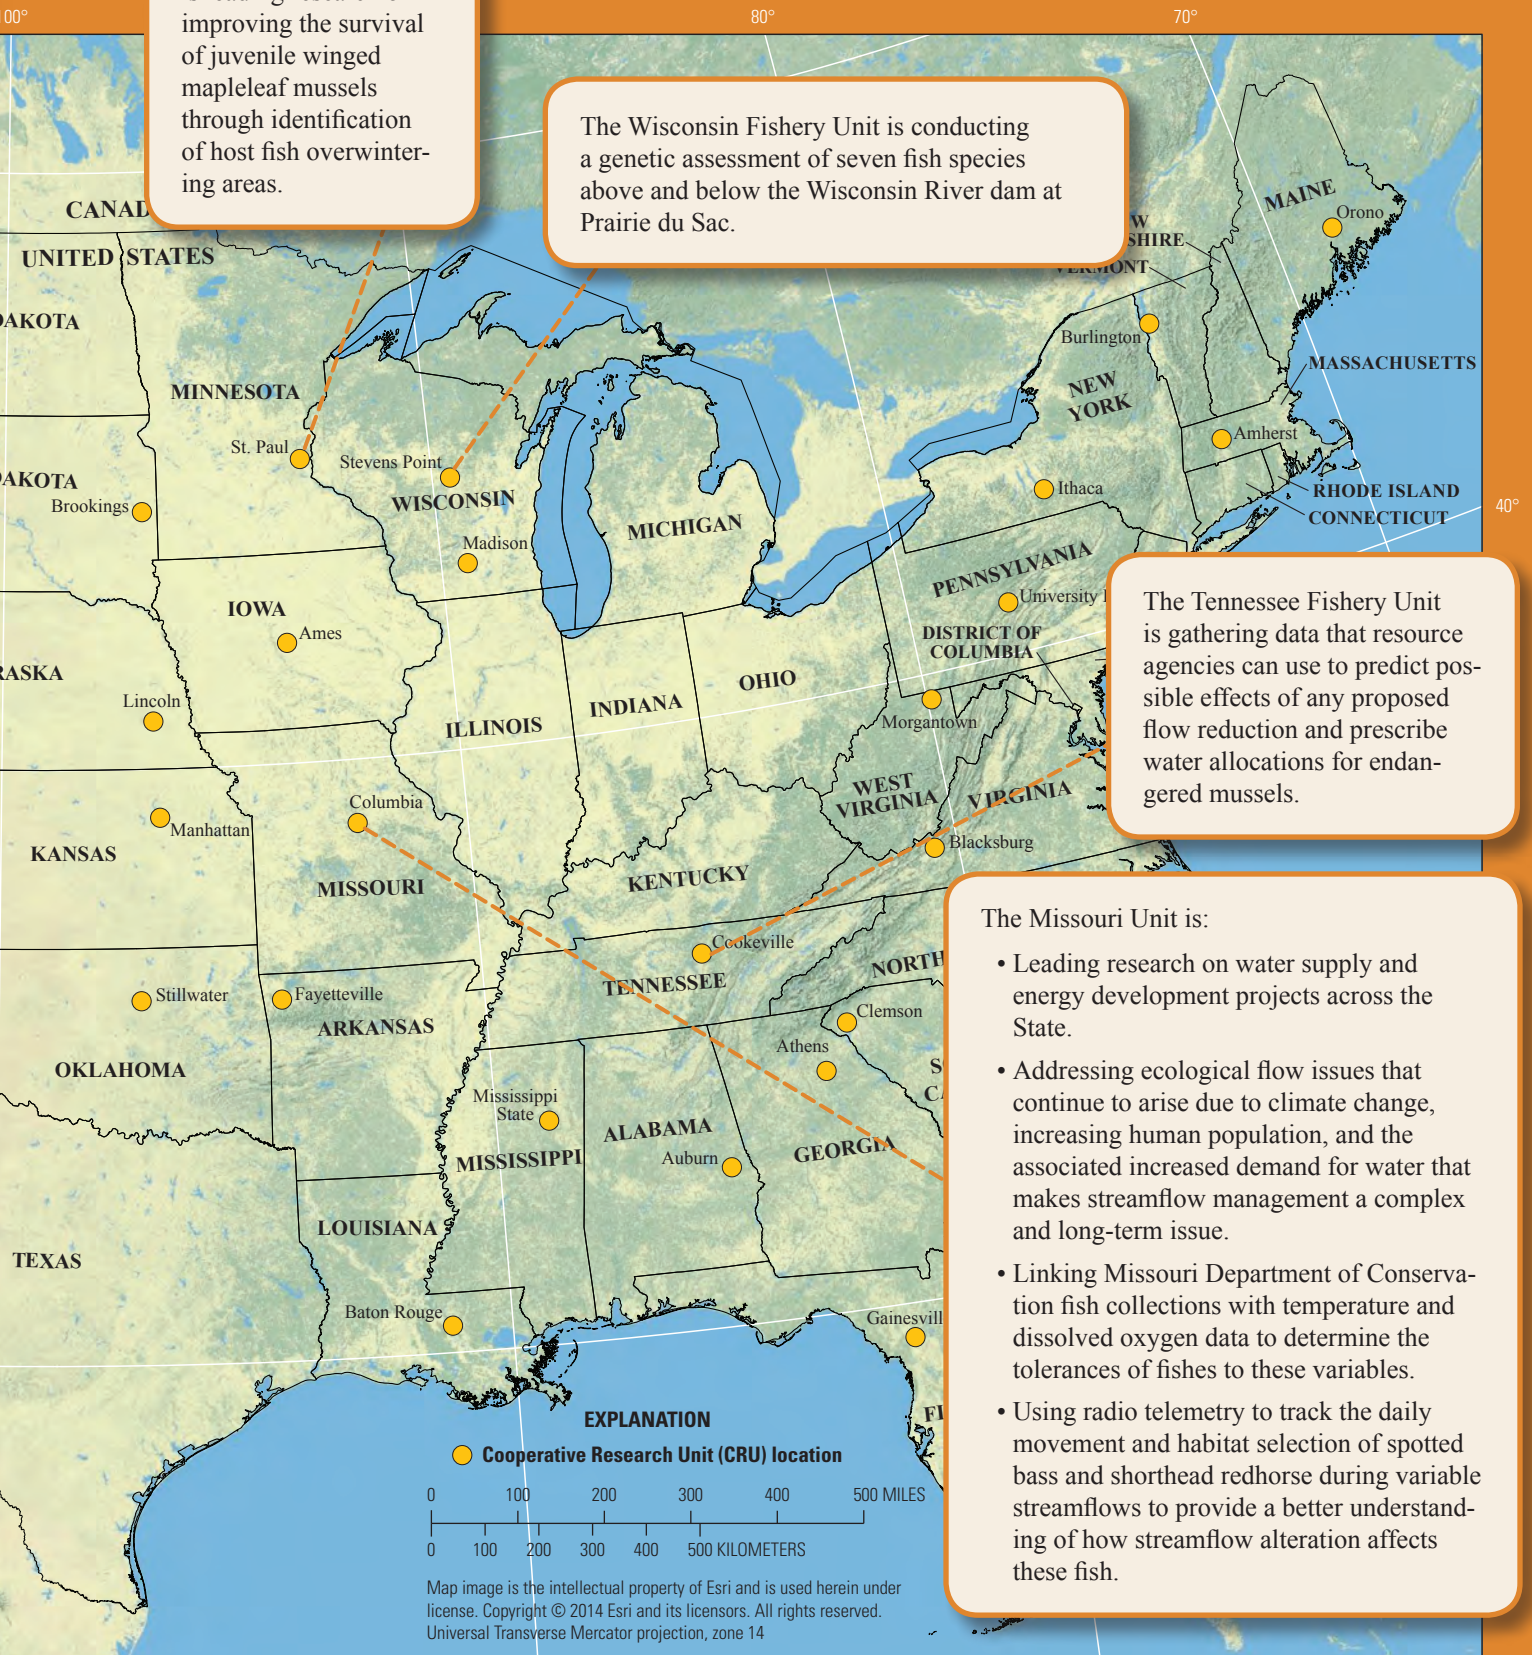 100°
80°
70°
improving the survival
of juvenile winged
mapleleaf mussels
through identification
of host fish overwinter-
ing areas.
The Wisconsin Fishery Unit is conducting
a genetic assessment of seven fish species
above and below the Wisconsin River dam at
Prairie du Sac.
CANAD
UNITED STATES
DAKOTA
MINNESOTA
St. Paul
Stevens Point
WISCONSIN
Madison
DAKOTA
Brookings
MICHIGAN
MAINE
Orono
W
SHIRE
VERMONT
Burlington
NEW
YORK
MASSACHUSETTS
Amherst
Ithaca
RHODE ISLAND
CONNECTICUT
40°
PENNSYLVANIA
University
DISTRICT OF
COLUMBIA
IOWA
Ames
RASKA
Lincoln
ILLINOIS
INDIANA
OHIO
Morgantown
WEST
VIRGINIA
VIRGINIA
Blacksburg
The Tennessee Fishery Unit
is gathering data that resource
agencies can use to predict pos-
sible effects of any proposed
flow reduction and prescribe
water allocations for endan-
gered mussels.
Columbia
Manhattan
KANSAS
MISSOURI
KENTUCKY
Cookeville
TENNESSEE
NORTH
Stillwater
Fayetteville
ARKANSAS
OKLAHOMA
Clemson
Athens
S
CA
Mississippi
State
MISSISSIPPI
ALABAMA
Auburn
GEORGIA
LOUISIANA
TEXAS
Baton Rouge
Gainesvill
FL
The Missouri Unit is:
• Leading research on water supply and
energy development projects across the
State.
• Addressing ecological flow issues that
continue to arise due to climate change,
increasing human population, and the
associated increased demand for water that
makes streamflow management a complex
and long-term issue.
• Linking Missouri Department of Conserva-
tion fish collections with temperature and
dissolved oxygen data to determine the
tolerances of fishes to these variables.
• Using radio telemetry to track the daily
movement and habitat selection of spotted
bass and shorthead redhorse during variable
streamflows to provide a better understand-
ing of how streamflow alteration affects
these fish.
EXPLANATION
Cooperative Research Unit (CRU) location
0 100 200 300 400 500 MILES
0 100 200 300 400 500 KILOMETERS
Map image is the intellectual property of Esri and is used herein under
license. Copyright © 2014 Esri and its licensors. All rights reserved.
Universal Transverse Mercator projection, zone 14